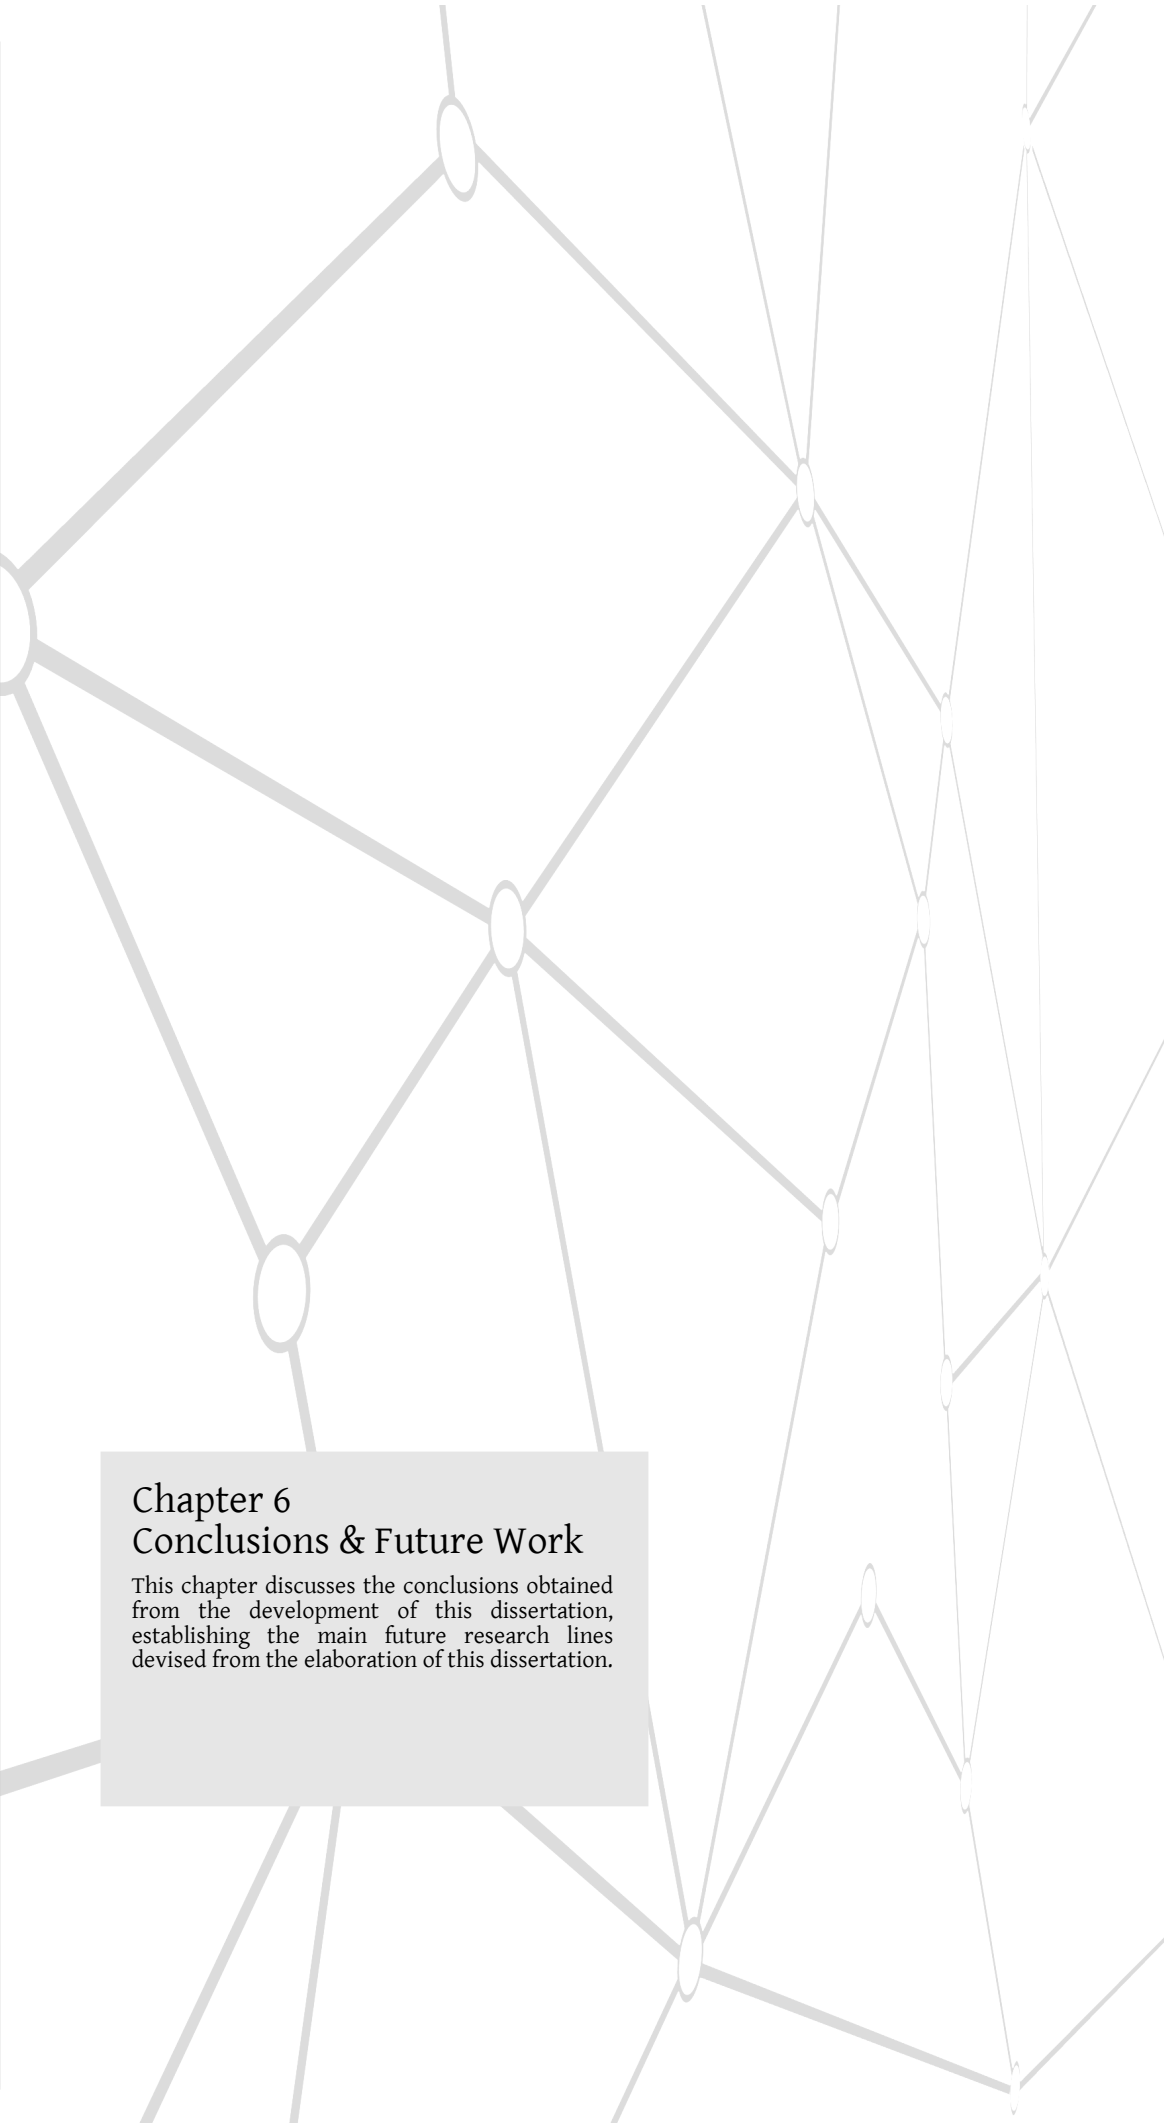 Chapter 6
Conclusions & Future Work
This chapter discusses the conclusions obtained
from the development of this dissertation,
establishing the main future research lines
devised from the elaboration of this dissertation.